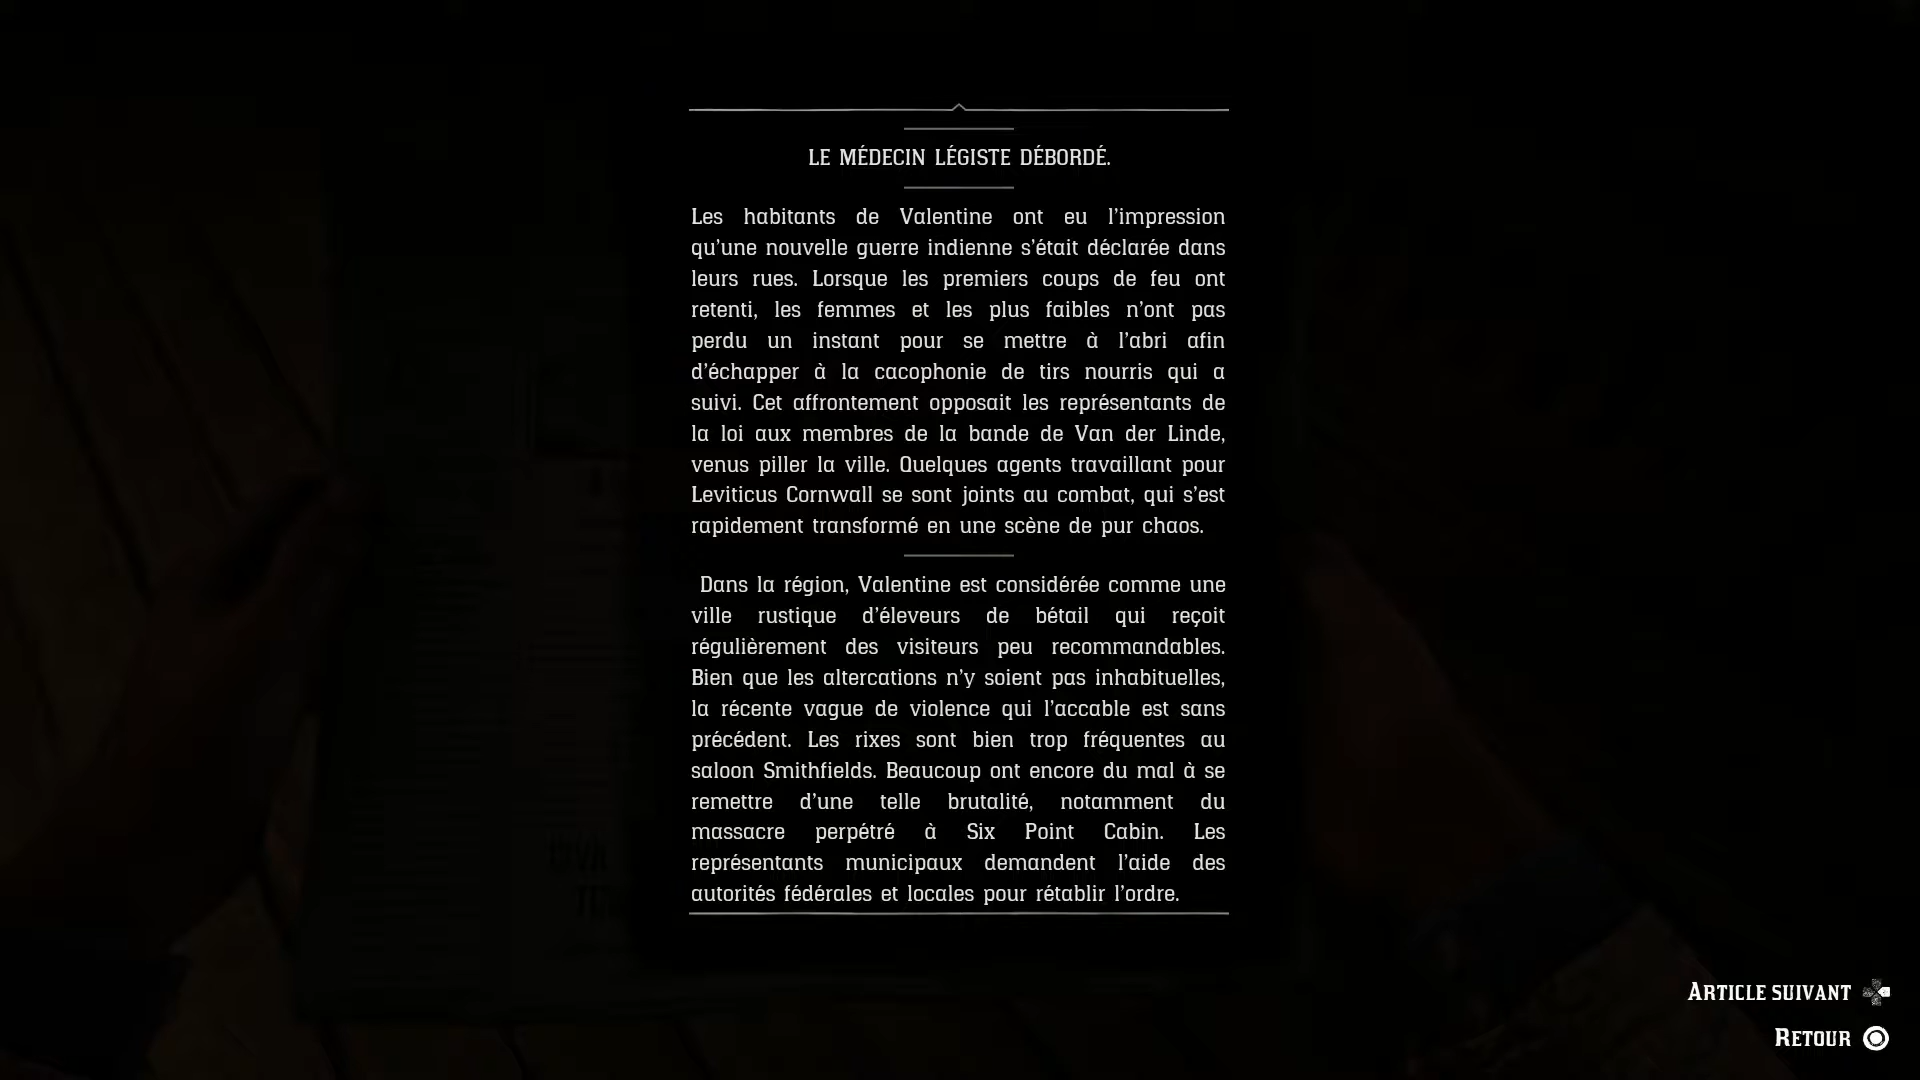 LE MÉDECIN LÉGISTE DÉBORDÉ.
Les habitants de Valentine ont eu l'impression
qu'une nouvelle guerre indienne s'était déclarée dans
leurs rues. Lorsque les premiers coups de feu ont
retenti, les femmes et les plus faibles n'ont pas
perdu un instant pour se mettre à l'abri afin
d'échapper à la cacophonie de tirs nourris qui a
suivi. Cet affrontement opposait les représentants de
la loi aux membres de la bande de Van der Linde,
venus piller la ville. Quelques agents travaillant pour
Leviticus Cornwall se sont joints au combat, qui s'est
rapidement transformé en une scène de pur chaos.
Dans la région, Valentine est considérée comme une
ville rustique d'éleveurs de bétail qui reçoit
régulièrement des visiteurs peu recommandables.
Bien que les altercations n'y soient pas inhabituelles,
la récente vague de violence qui l'accable est sans
précédent. Les rixes sont bien trop fréquentes au
saloon Smithfields. Beaucoup ont encore du mal à se
remettre d'une telle brutalité, notamment du
massacre perpétré à Six Point Cabin. Les
représentants municipaux demandent l'aide des
autorités fédérales et locales pour rétablir l'ordre.
ARTICLE SUIVANT
RETOUR